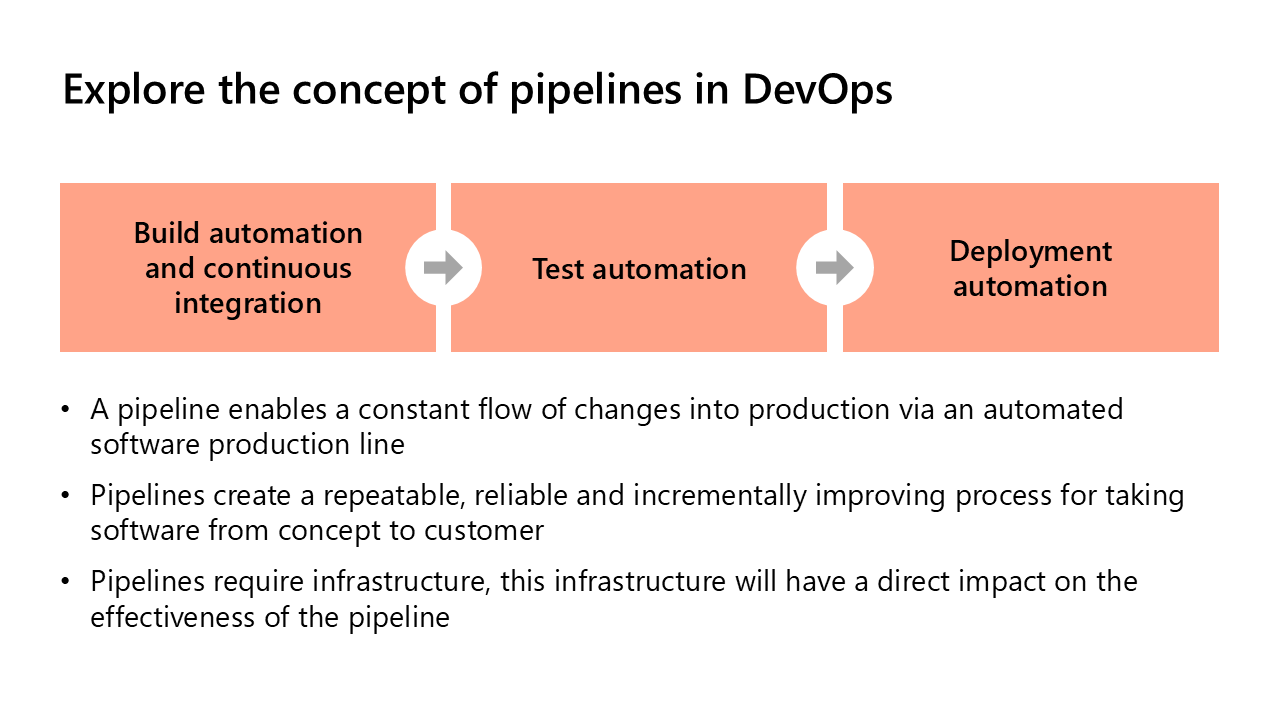 Explore the concept of pipelines in DevOps
Build automation
and continuous
integration
Test automation
Deployment
automation
• A pipeline enables a constant flow of changes into production via an automated
software production line
• Pipelines create a repeatable, reliable and incrementally improving process for taking
software from concept to customer
• Pipelines require infrastructure, this infrastructure will have a direct impact on the
effectiveness of the pipeline